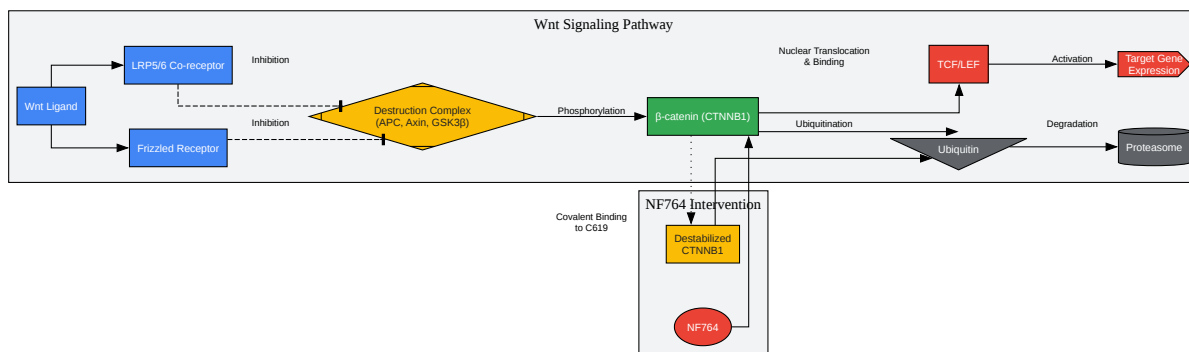 Wnt Signaling Pathway
Wnt Ligand
LRP5/6 Co-receptor
Frizzled Receptor
Inhibition
Inhibition
Destruction Complex
(APC, Axin, GSK3β)
Phosphorylation
β-catenin (CTNNB1)
Nuclear Translocation
& Binding
TCF/LEF
Activation
Target Gene
Expression
Ubiquitination
Ubiquitin
Degradation
Proteasome
NF764 Intervention
Covalent Binding
to C619
Destabilized
CTNNB1
NF764